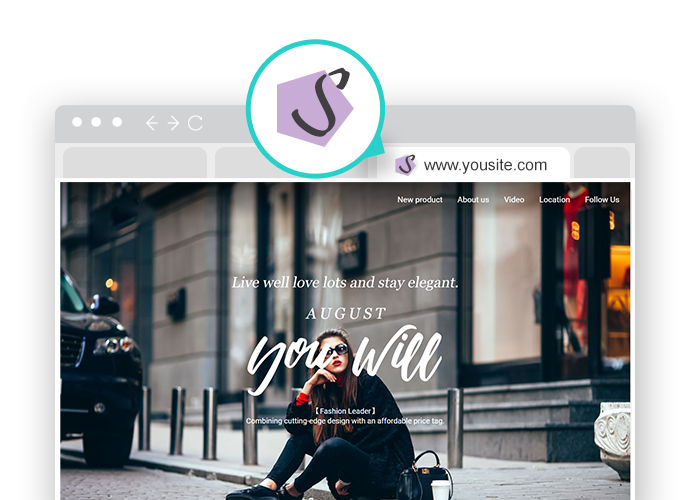 S
www.yousite.com
New product About us Video Location Follow Us
Live well love lots and stay elegant.
AUGUST
you will
【Fashion Leader】
Combining cutting-edge design with an affordable price tag.